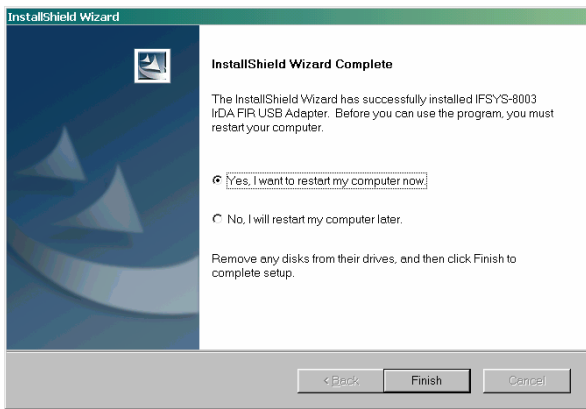 InstallShield Wizard
InstallShield Wizard Complete
The InstallShield Wizard has successfully installed IFSYS-8003
IrDA FIR USB Adapter. Before you can use the program, you must
restart your computer.
Yes, I want to restart my computer now.
No, I will restart my computer later.
Remove any disks from their drives, and then click Finish to
complete setup.
< Back Finish Cancel